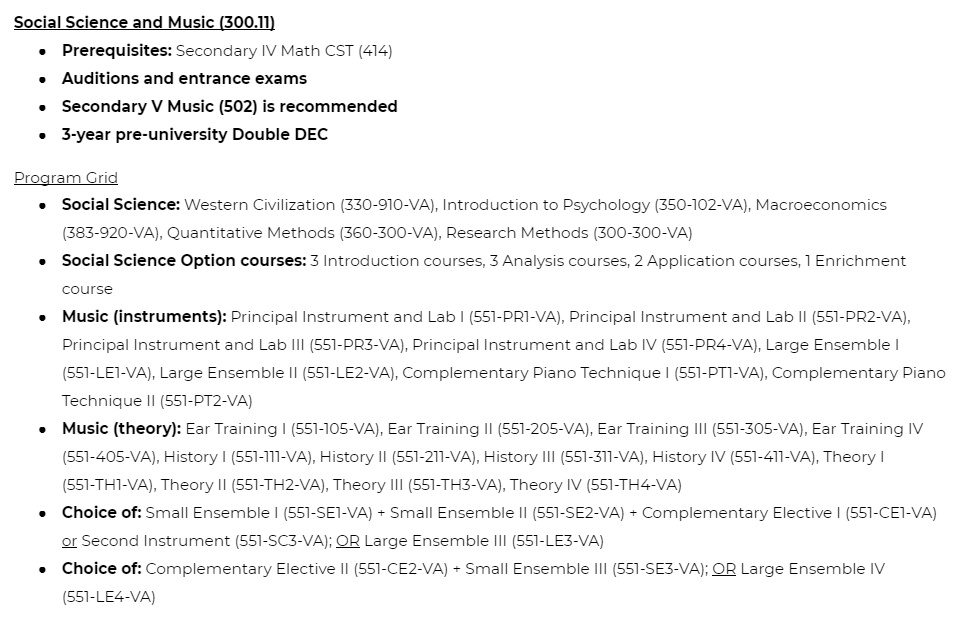 Social Science and Music (300.11)
• Prerequisites: Secondary IV Math CST (414)
• Auditions and entrance exams
• Secondary V Music (502) is recommended
• 3-year pre-university Double DEC
Program Grid
• Social Science: Western Civilization (330-910-VA), Introduction to Psychology (350-102-VA), Macroeconomics
(383-920-VA), Quantitative Methods (360-300-VA), Research Methods (300-300-VA)
• Social Science Option courses: 3 Introduction courses, 3 Analysis courses, 2 Application courses, 1 Enrichment
course
• Music (instruments): Principal Instrument and Lab I (551-PR1-VA), Principal Instrument and Lab II (551-PR2-VA),
Principal Instrument and Lab III (551-PR3-VA), Principal Instrument and Lab IV (551-PR4-VA), Large Ensemble I
(551-LE1-VA), Large Ensemble II (551-LE2-VA), Complementary Piano Technique I (551-PT1-VA), Complementary Piano
Technique II (551-PT2-VA)
• Music (theory): Ear Training I (551-105-VA), Ear Training II (551-205-VA), Ear Training III (551-305-VA), Ear Training IV
(551-405-VA), History I (551-111-VA), History II (551-211-VA), History III (551-311-VA), History IV (551-411-VA), Theory I
(551-TH1-VA), Theory II (551-TH2-VA), Theory III (551-TH3-VA), Theory IV (551-TH4-VA)
• Choice of: Small Ensemble I (551-SE1-VA) + Small Ensemble II (551-SE2-VA) + Complementary Elective I (551-CE1-VA)
or Second Instrument (551-SC3-VA); OR Large Ensemble III (551-LE3-VA)
• Choice of: Complementary Elective II (551-CE2-VA) + Small Ensemble III (551-SE3-VA); OR Large Ensemble IV
(551-LE4-VA)